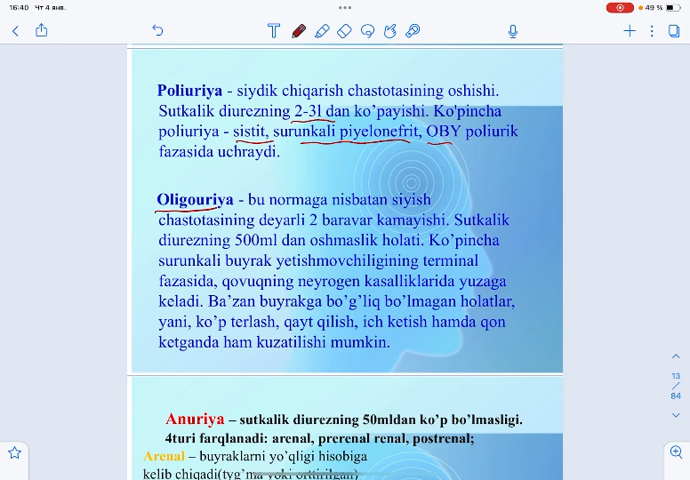 16:40 Чт 4 янв.
49 %
Poliuriya - siydik chiqarish chastotasining oshishi.
Sutkalik diurezning 2-3l dan ko’payishi. Ko'pincha
poliuriya - sistit, surunkali piyelonefrit, OBY poliurik
fazasida uchraydi.
Oligouriya - bu normaga nisbatan siyish
chastotasining deyarli 2 baravar kamayishi. Sutkalik
diurezning 500ml dan oshmaslik holati. Ko’pincha
surunkali buyrak yetishmovchiligining terminal
fazasida, qovuqning neyrogen kasalliklarida yuzaga
keladi. Ba’zan buyrakga bo’g’liq bo’lmagan holatlar,
yani, ko’p terlash, qayt qilish, ich ketish hamda qon
ketganda ham kuzatilishi mumkin.
13
/
84
Anuriya – sutkalik diurezning 50mldan ko’p bo’lmasligi.
4turi farqlanadi: arenal, prerenal renal, postrenal;
Arenal – buyraklarni yo’qligi hisobiga
kelib chiqadi(tyg’ma yoki orttirilgan)